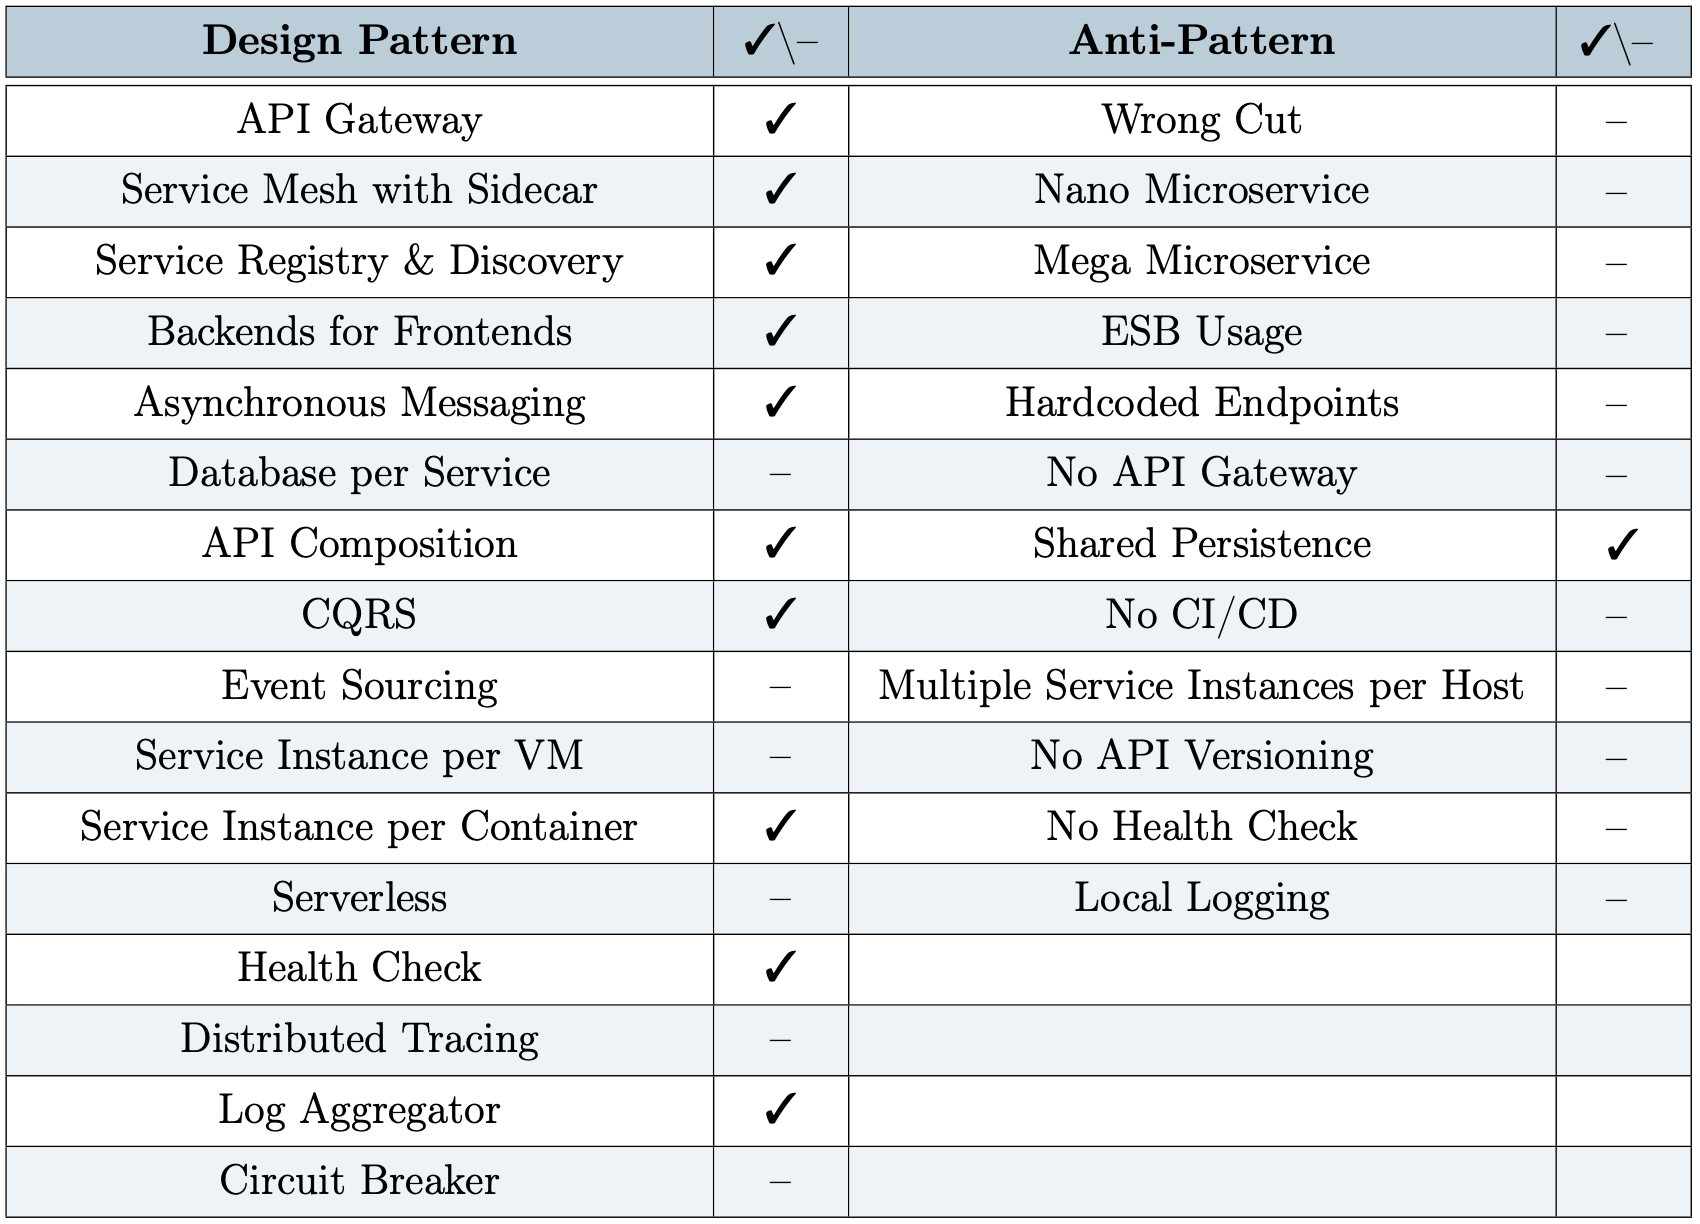 Design Pattern ✓\– Anti-Pattern ✓\–
API Gateway ✓ Wrong Cut –
Service Mesh with Sidecar ✓ Nano Microservice –
Service Registry & Discovery ✓ Mega Microservice –
Backends for Frontends ✓ ESB Usage –
Asynchronous Messaging ✓ Hardcoded Endpoints –
Database per Service – No API Gateway –
API Composition ✓ Shared Persistence ✓
CQRS ✓ No CI/CD –
Event Sourcing – Multiple Service Instances per Host –
Service Instance per VM – No API Versioning –
Service Instance per Container ✓ No Health Check –
Serverless – Local Logging –
Health Check ✓
Distributed Tracing –
Log Aggregator ✓
Circuit Breaker –